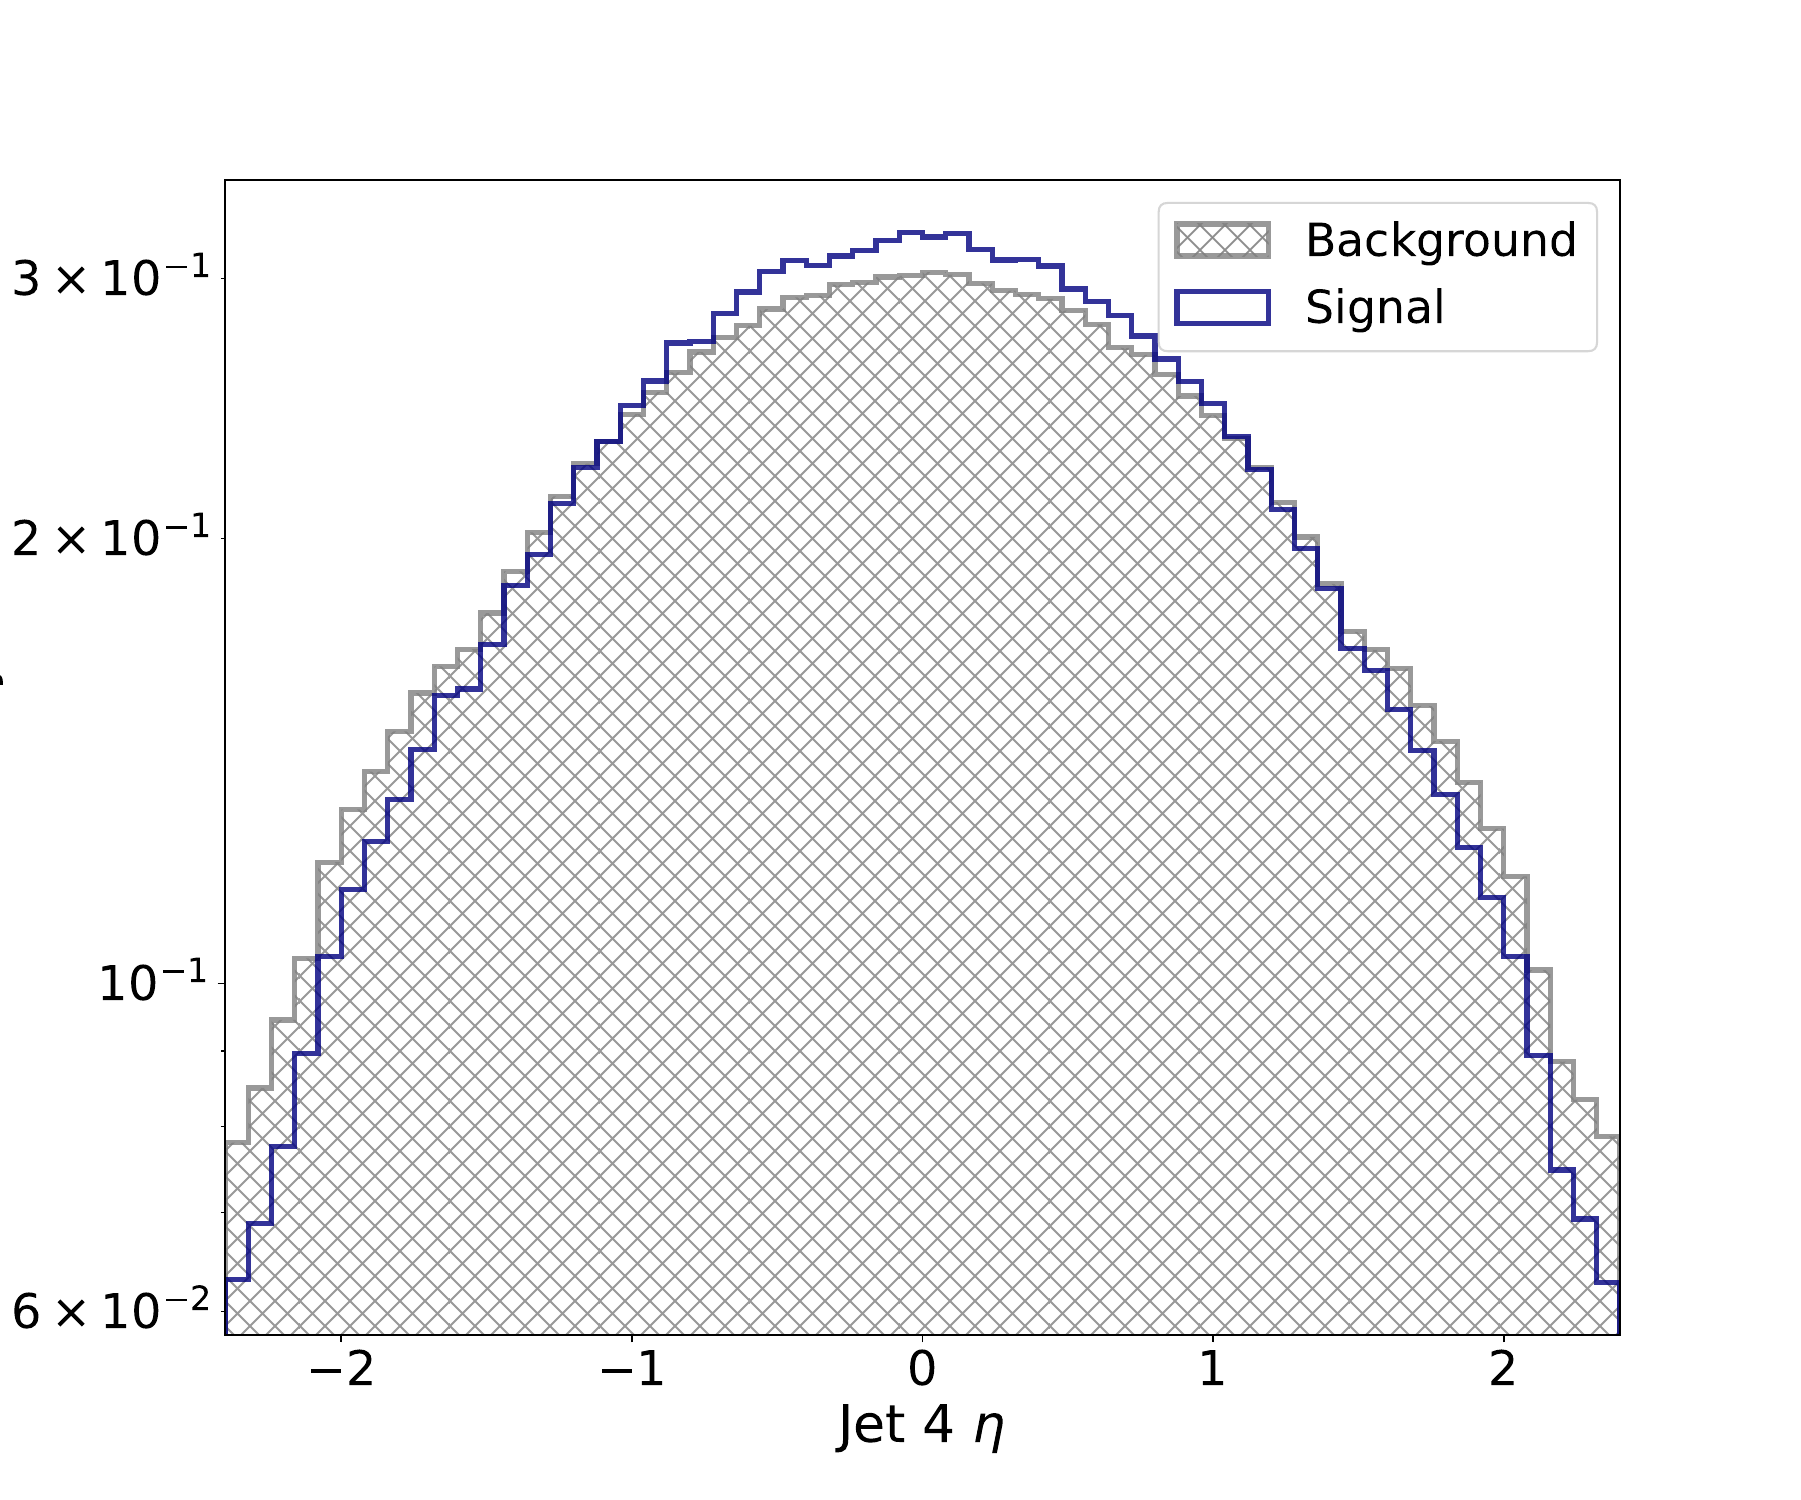 Background
Signal
3 × 10⁻¹
2 × 10⁻¹
10⁻¹
6 × 10⁻²
−2 −1 0 1 2
Jet 4 η